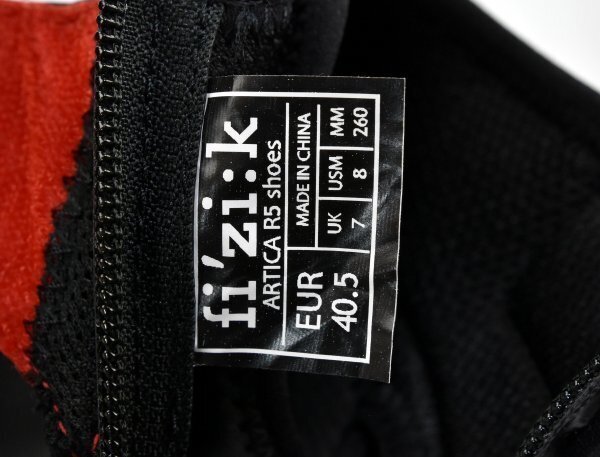 fi'zi:k
ARTICA R5 shoes
MADE IN CHINA
EUR UK USM MM
40.5 7 8 260